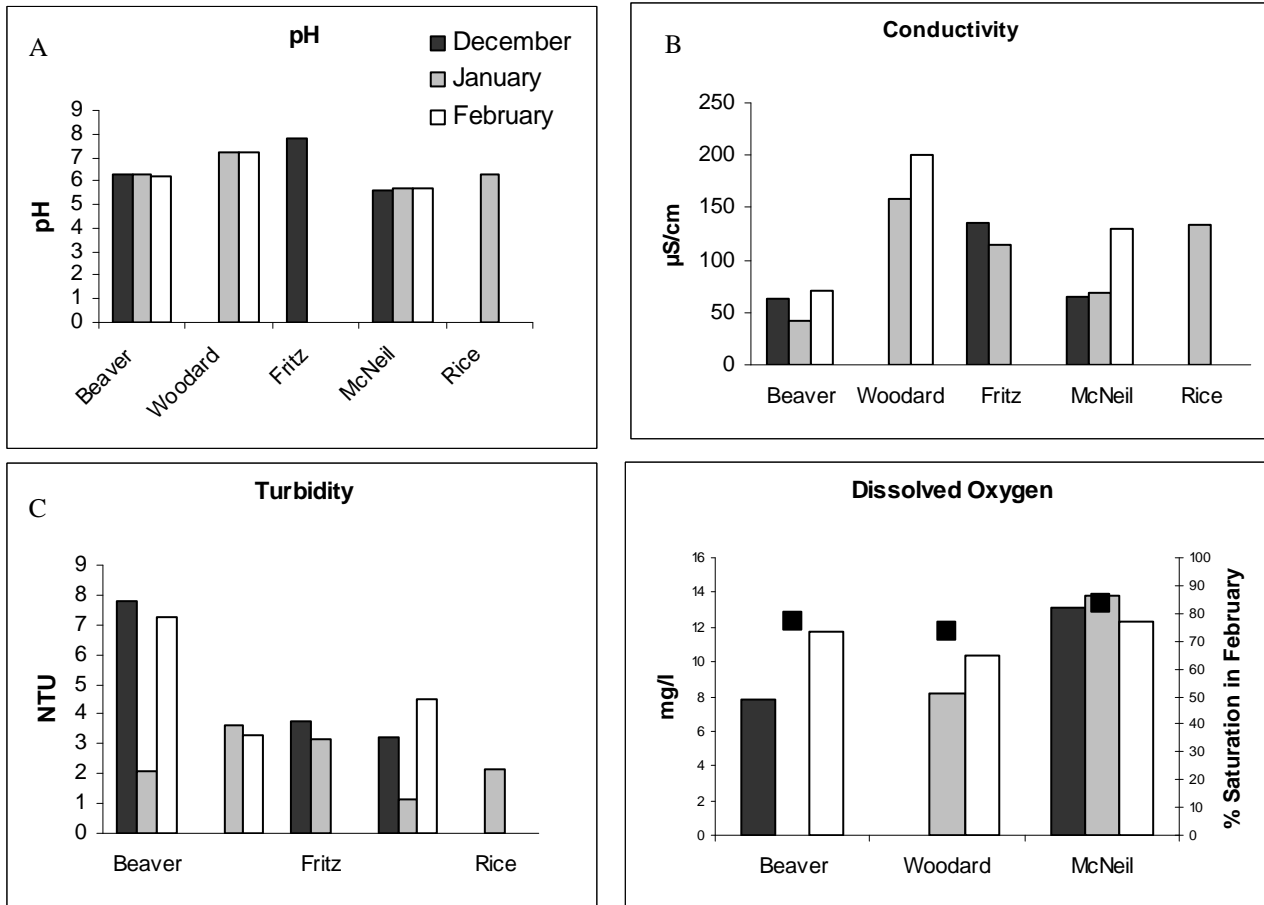 A
pH
December
January
February
9
8
7
6
5
4
3
2
1
0
pH
Beaver
Woodard
Fritz
McNeil
Rice
B
Conductivity
250
200
150
100
50
0
µS/cm
Beaver Woodard Fritz McNeil Rice
C
Turbidity
9
8
7
6
5
4
3
2
1
0
NTU
Beaver Fritz Rice
Dissolved Oxygen
16
14
12
10
8
6
4
2
0
mg/l
100
90
80
70
60
50
40
30
20
10
0
% Saturation in February
Beaver Woodard McNeil